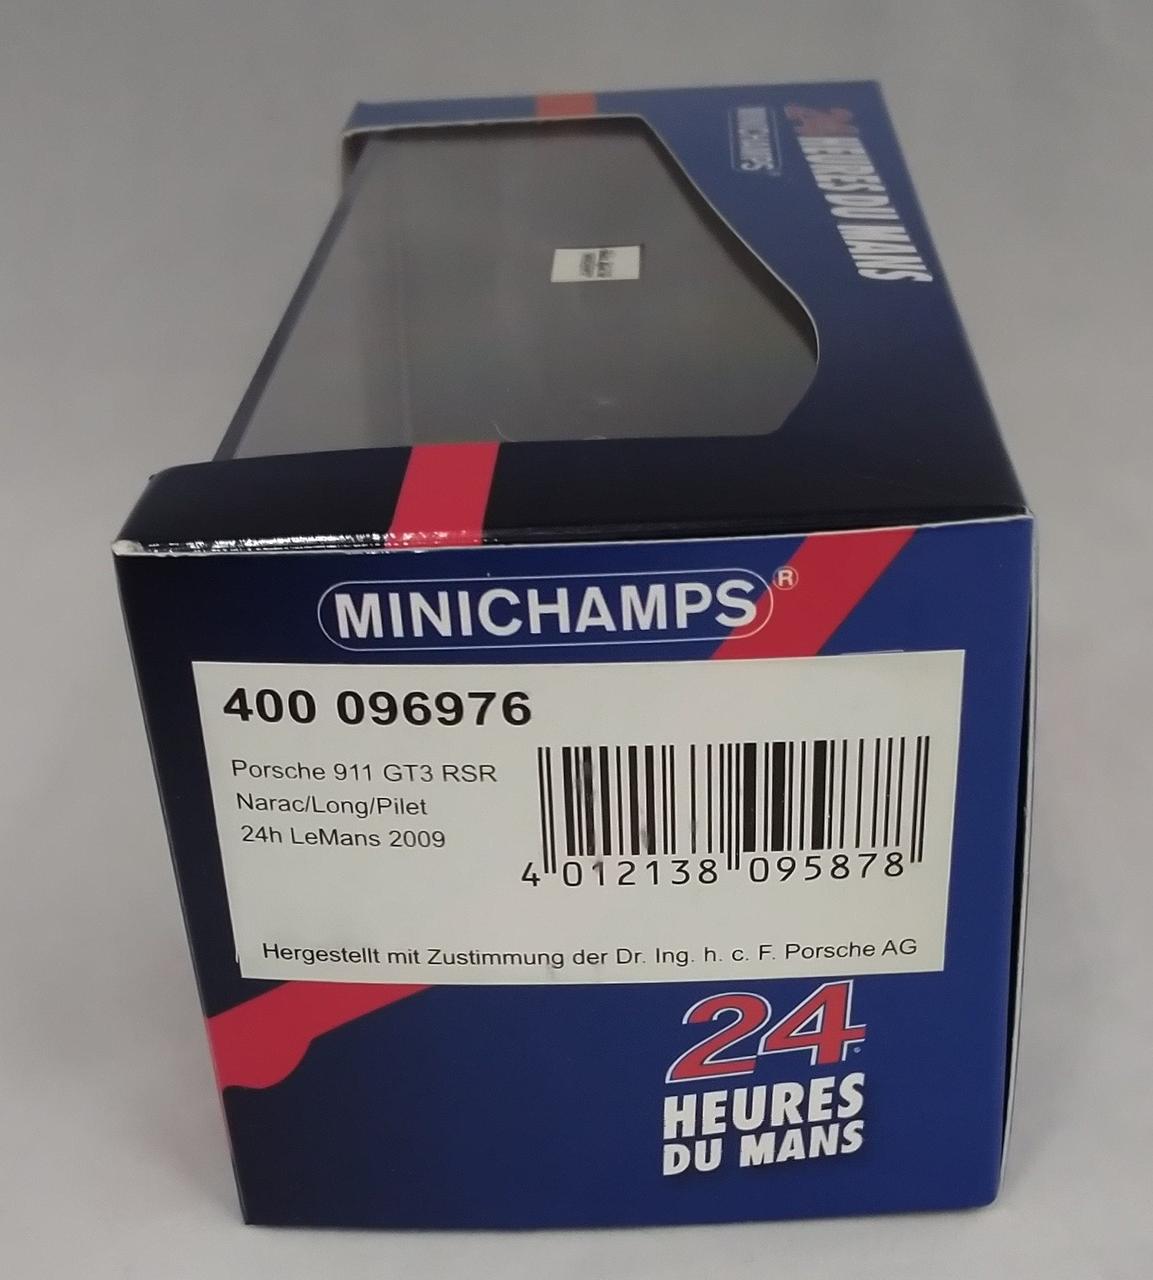 MINICHAMPS
24 HEURES DU MANS
MINICHAMPS®
400 096976
Porsche 911 GT3 RSR
Narac/Long/Pilet
24h LeMans 2009
4 012138 095878
Hergestellt mit Zustimmung der Dr. Ing. h. c. F. Porsche AG
24
HEURES
DU MANS